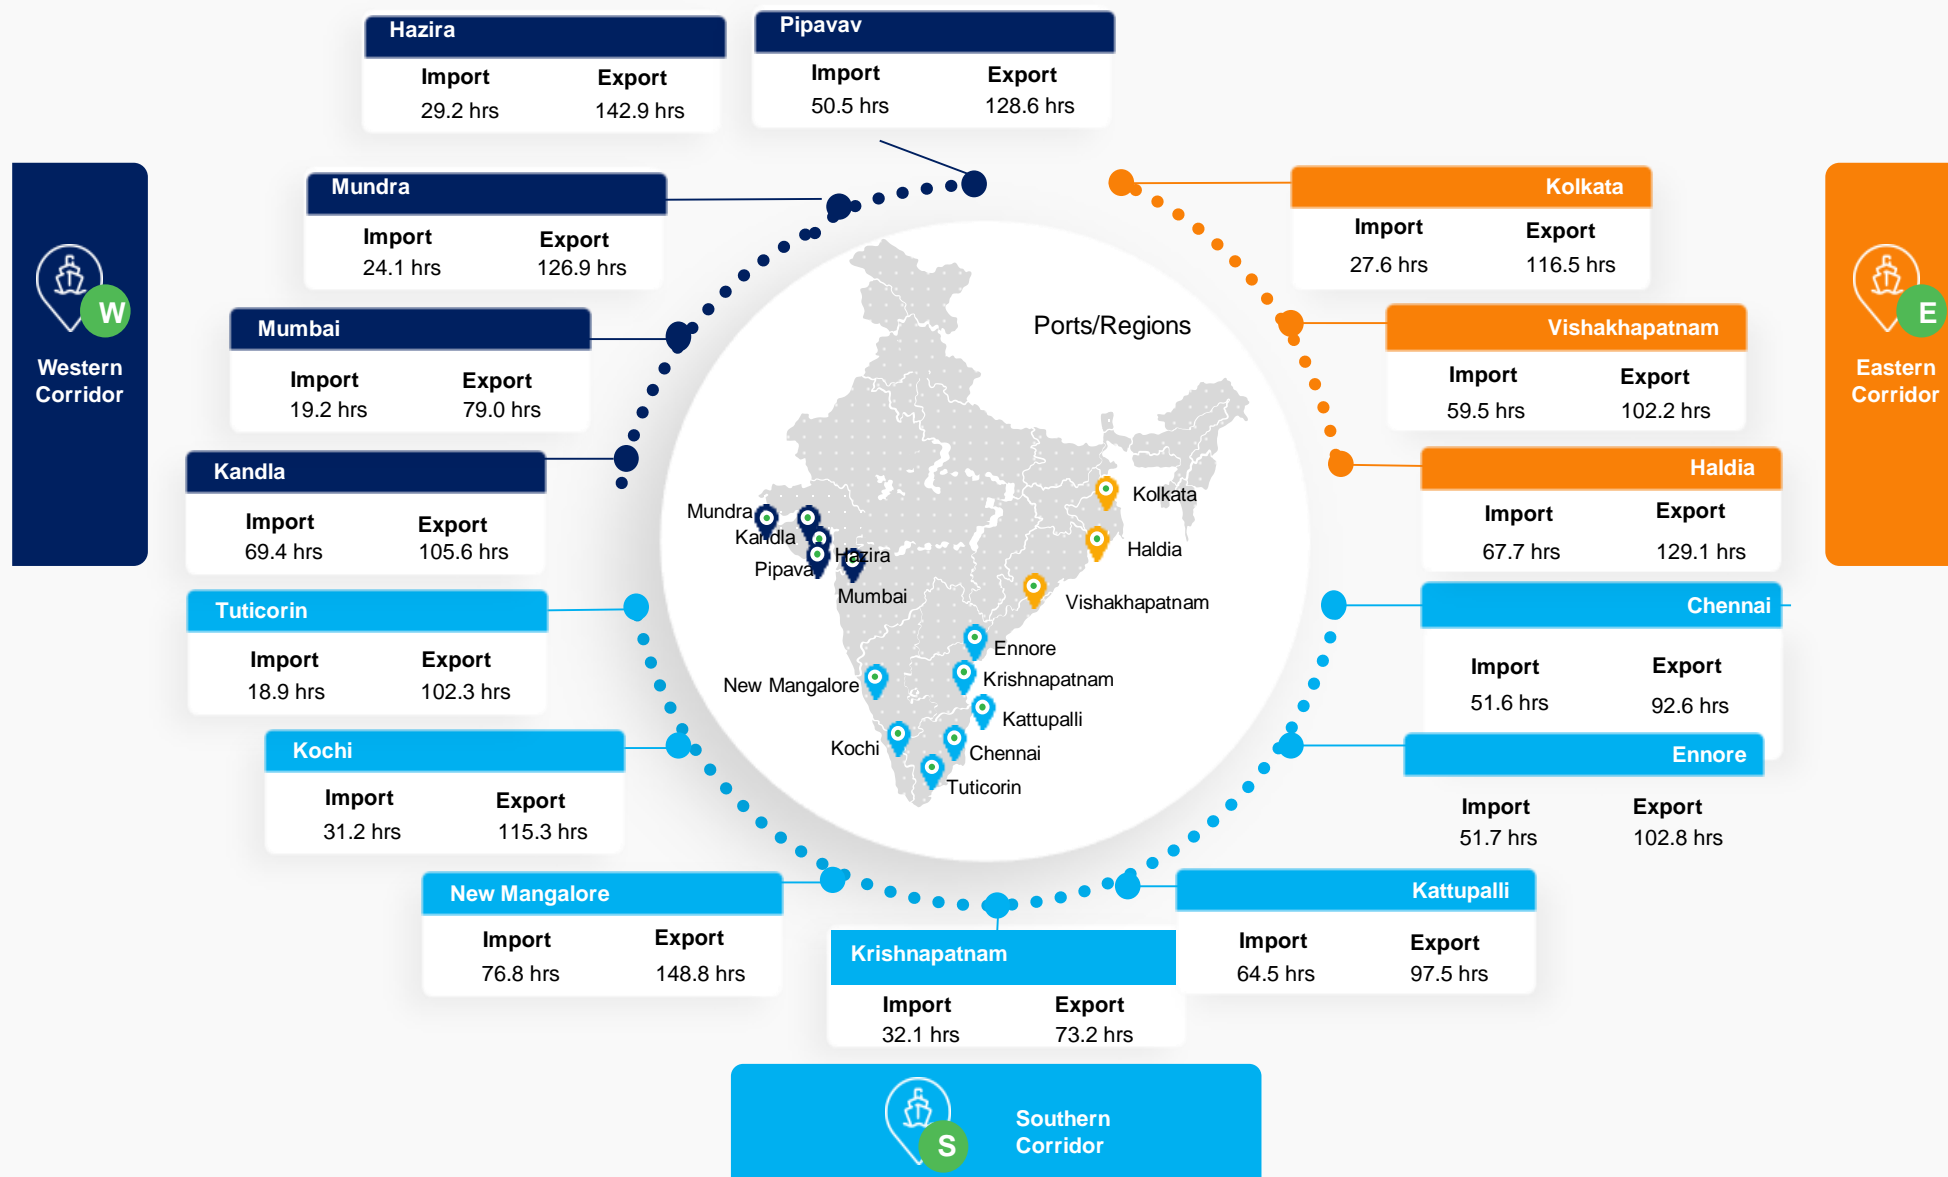 Hazira
Import Export
29.2 hrs 142.9 hrs
Pipavav
Import Export
50.5 hrs 128.6 hrs
Mundra
Import Export
24.1 hrs 126.9 hrs
Mumbai
Import Export
19.2 hrs 79.0 hrs
Kandla
Import Export
69.4 hrs 105.6 hrs
Tuticorin
Import Export
18.9 hrs 102.3 hrs
Kochi
Import Export
31.2 hrs 115.3 hrs
New Mangalore
Import Export
76.8 hrs 148.8 hrs
Krishnapatnam
Import Export
32.1 hrs 73.2 hrs
Kattupalli
Import Export
64.5 hrs 97.5 hrs
Ennore
Import Export
51.7 hrs 102.8 hrs
Chennai
Import Export
51.6 hrs 92.6 hrs
Haldia
Import Export
67.7 hrs 129.1 hrs
Vishakhapatnam
Import Export
59.5 hrs 102.2 hrs
Kolkata
Import Export
27.6 hrs 116.5 hrs
W
Western
Corridor
E
Eastern
Corridor
S
Southern
Corridor
Ports/Regions
Mundra
Kandla
Hazira
Pipava
Mumbai
Kolkata
Haldia
Vishakhapatnam
Ennore
Krishnapatnam
New Mangalore
Kattupalli
Kochi
Chennai
Tuticorin